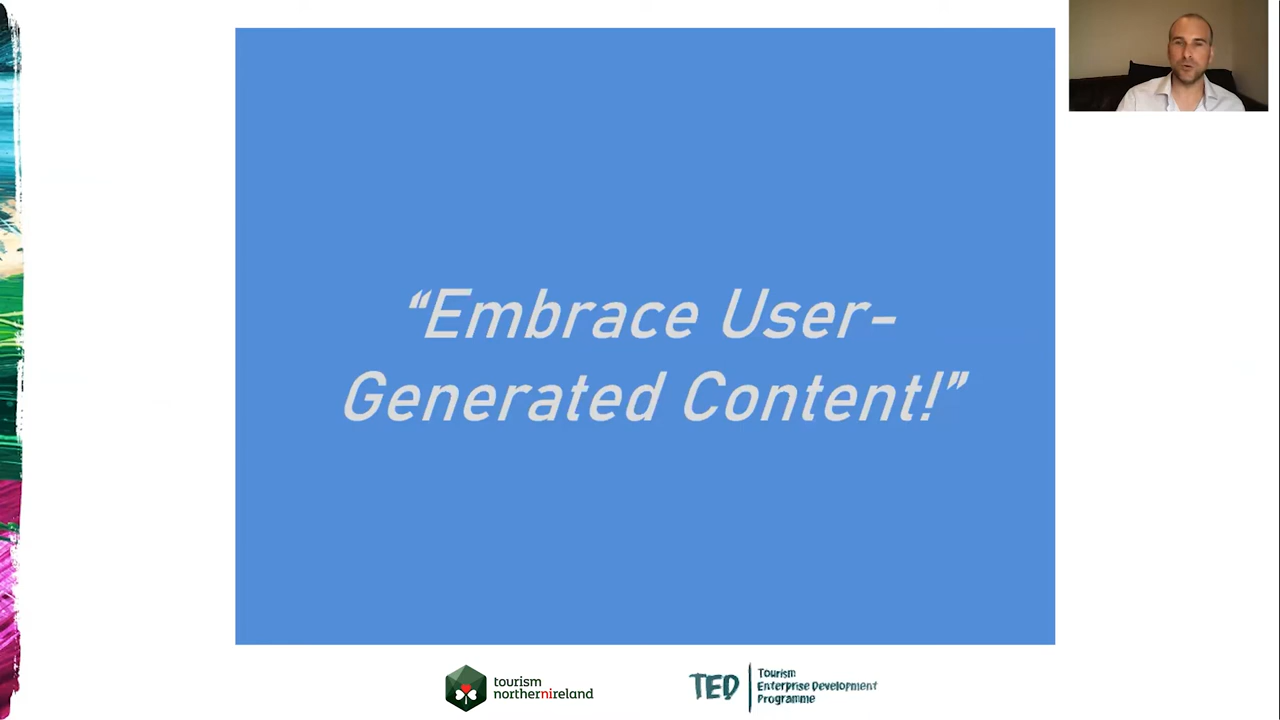 “Embrace User-
Generated Content!”
tourism
northernireland
TED
Tourism
Enterprise Development
Programme